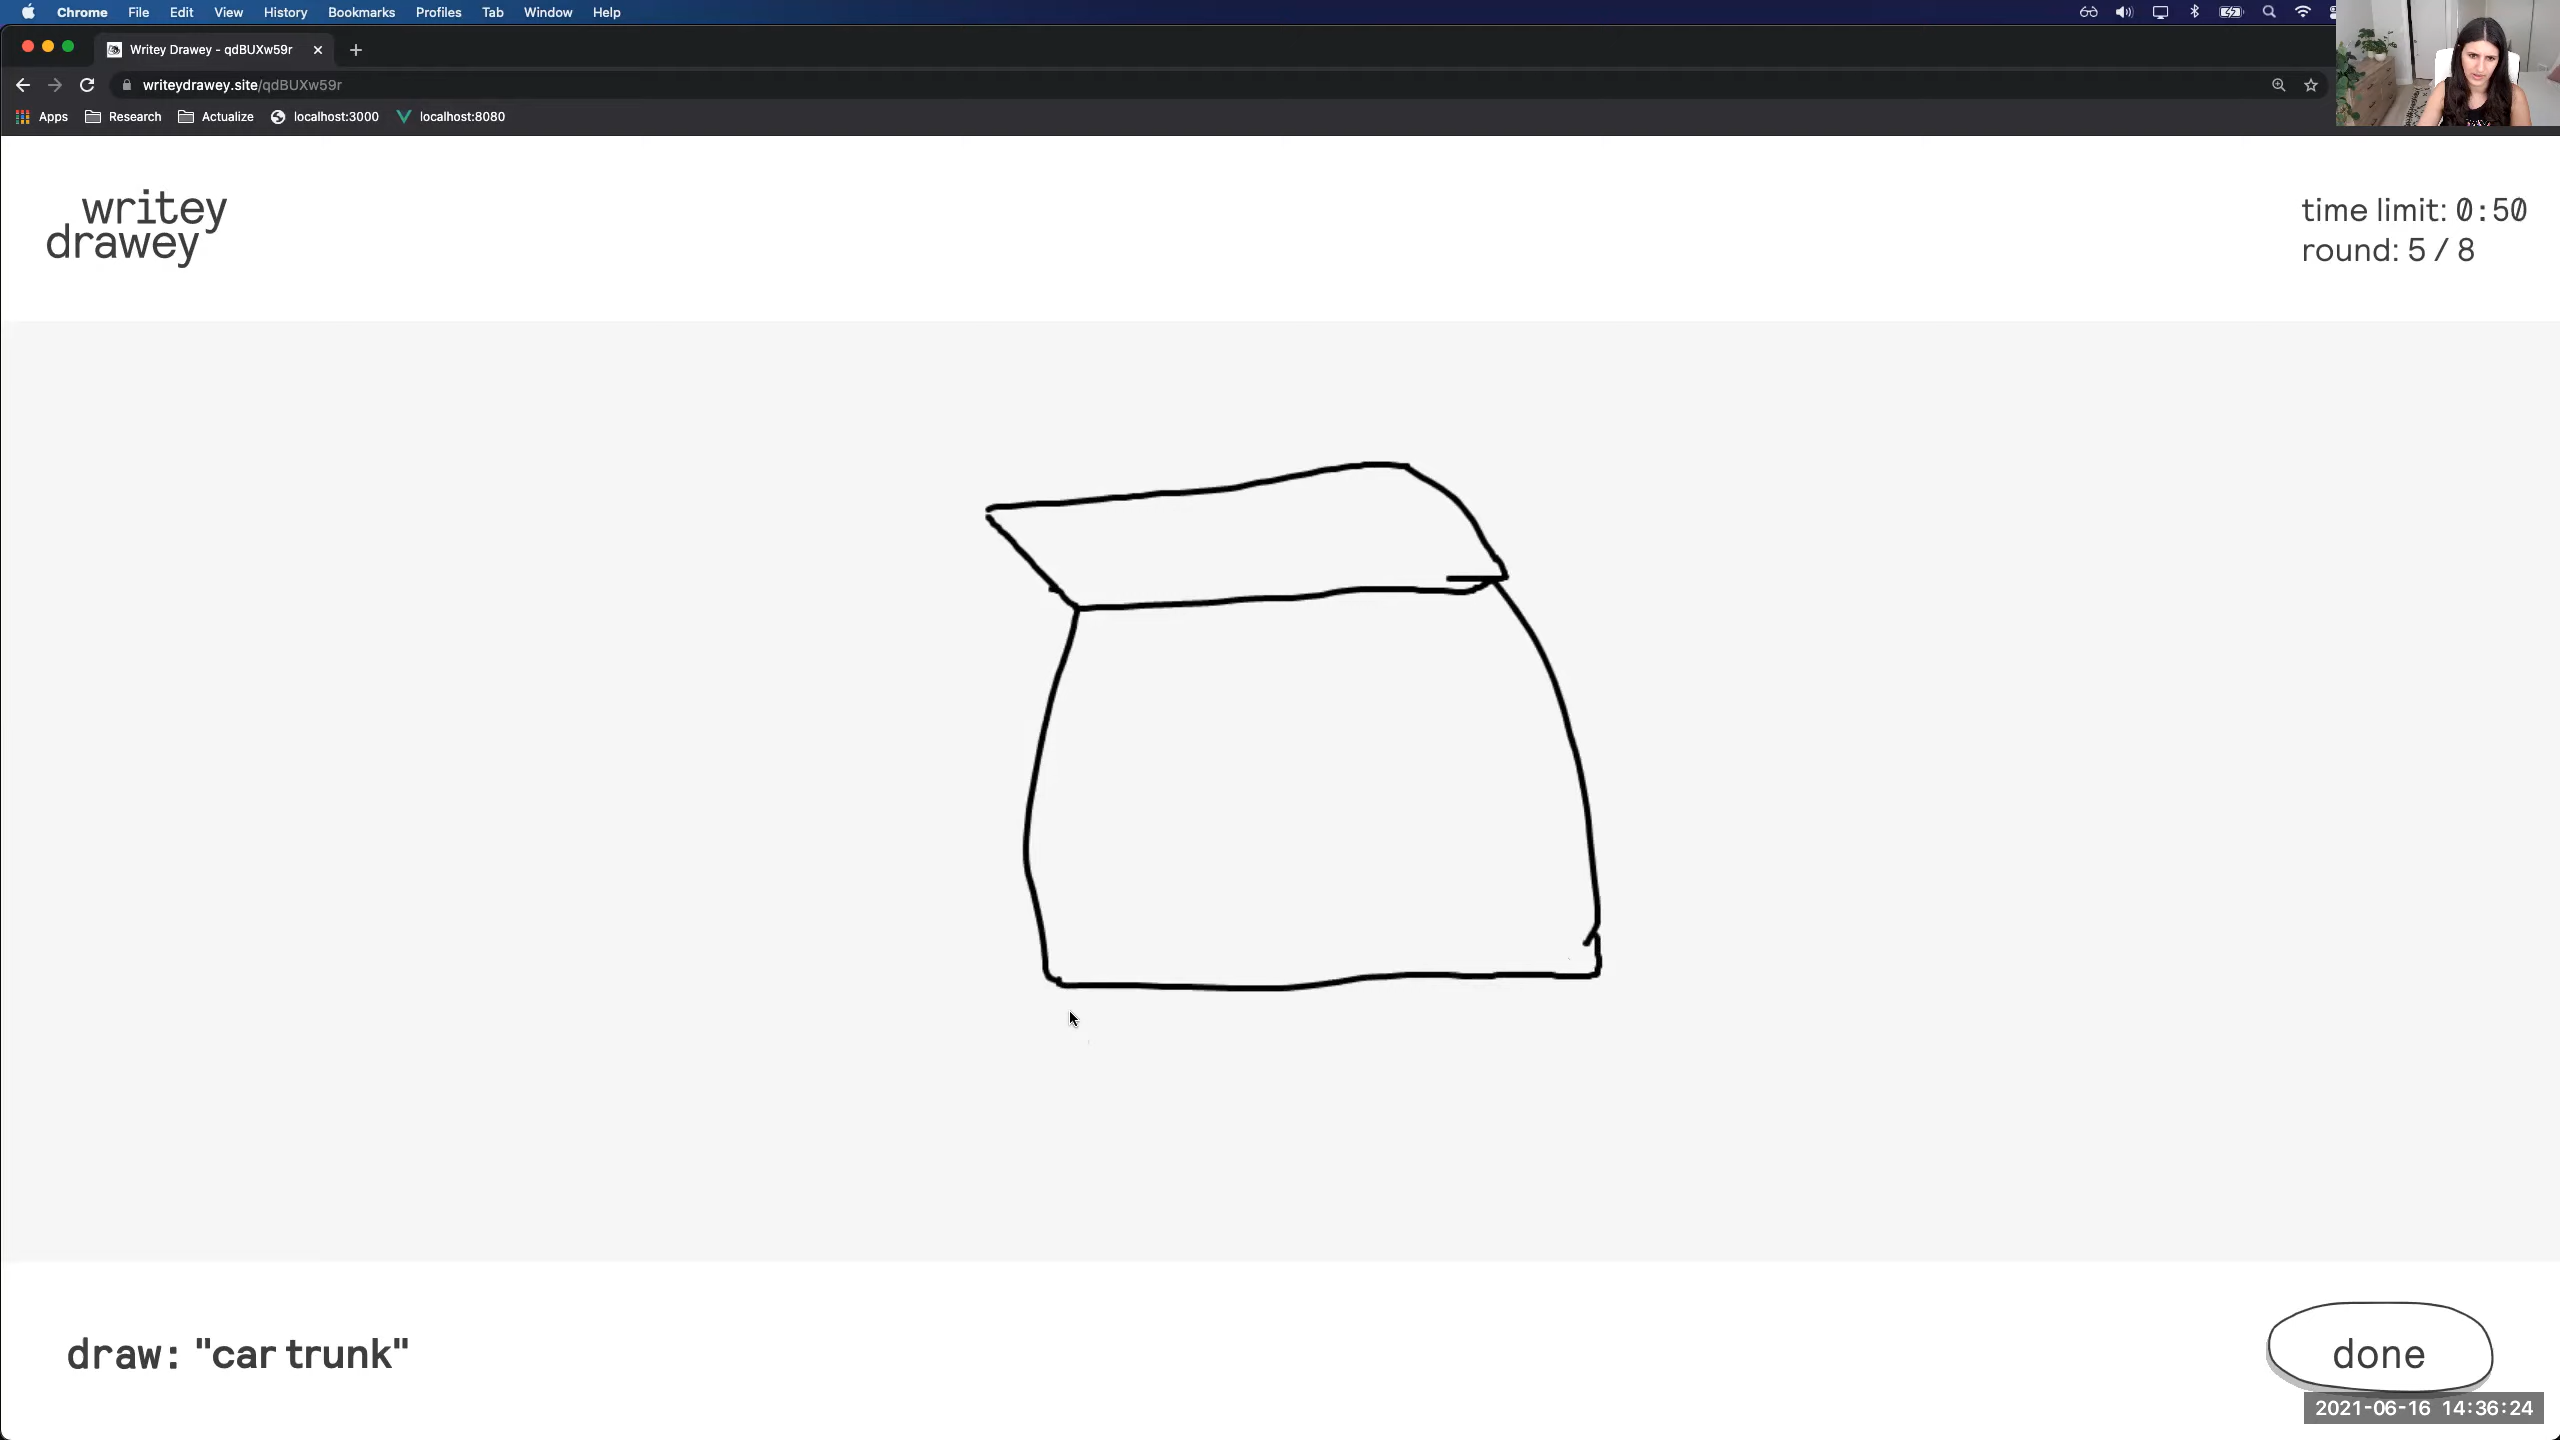 Chrome File Edit View History Bookmarks Profiles Tab Window Help
Writey Drawey - qdBUXw59r
writeydrawey.site/qdBUXw59r
Apps Research Actualize localhost:3000 localhost:8080
writey
drawey
time limit: 0:50
round: 5 / 8
draw: "car trunk"
done
2021-06-16 14:36:24